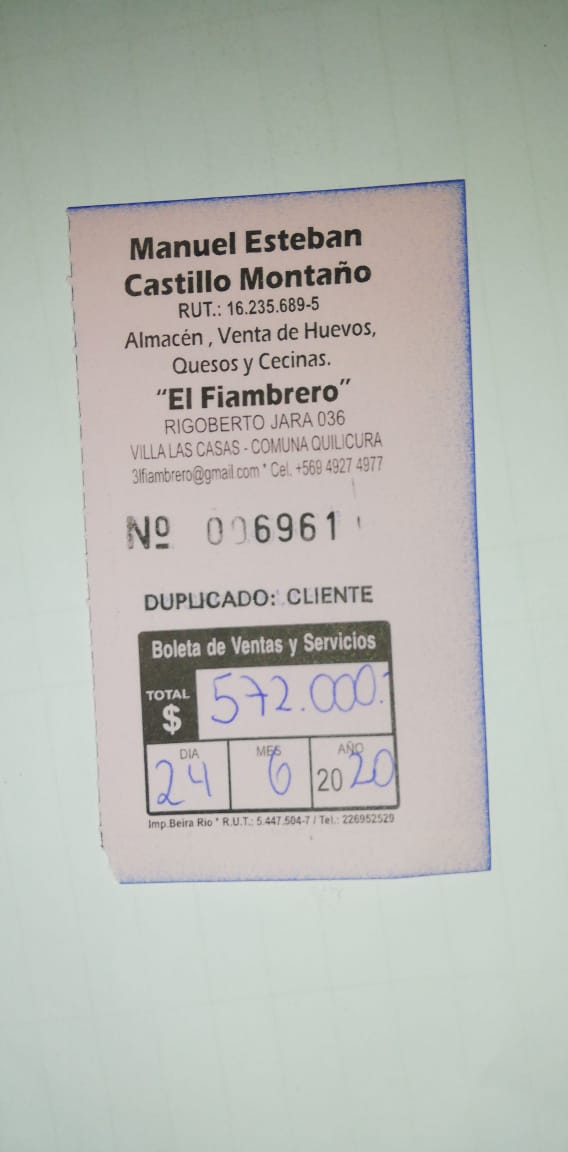 Manuel Esteban
Castillo Montaño
RUT.: 16.235.689-5
Almacén , Venta de Huevos,
Quesos y Cecinas.
“El Fiambrero”
RIGOBERTO JARA 036
VILLA LAS CASAS - COMUNA QUILICURA
3lfiambrero@gmail.com * Cel. +569 4927 4977
Nº 006961
DUPLICADO: CLIENTE
Boleta de Ventas y Servicios
TOTAL
$ 572.000.-
DIA MES AÑO
24 6 2020
Imp.Beira Rio * R.U.T.: 5.447.504-7 / Tel.: 226952529